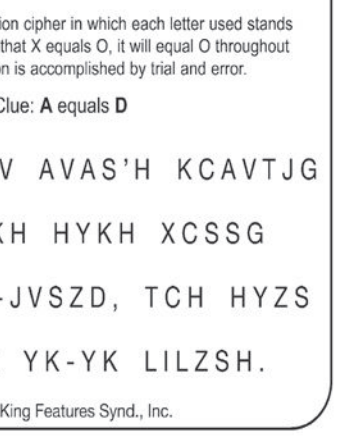 ion cipher in which each letter used stands
that X equals O, it will equal O throughout
n is accomplished by trial and error.
Clue: A equals D
V AVAS'H KCAVTJG
KH HYKH XCSSG
-JVSZD, TCH HYZS
YK-YK LILZSH.
King Features Synd., Inc.